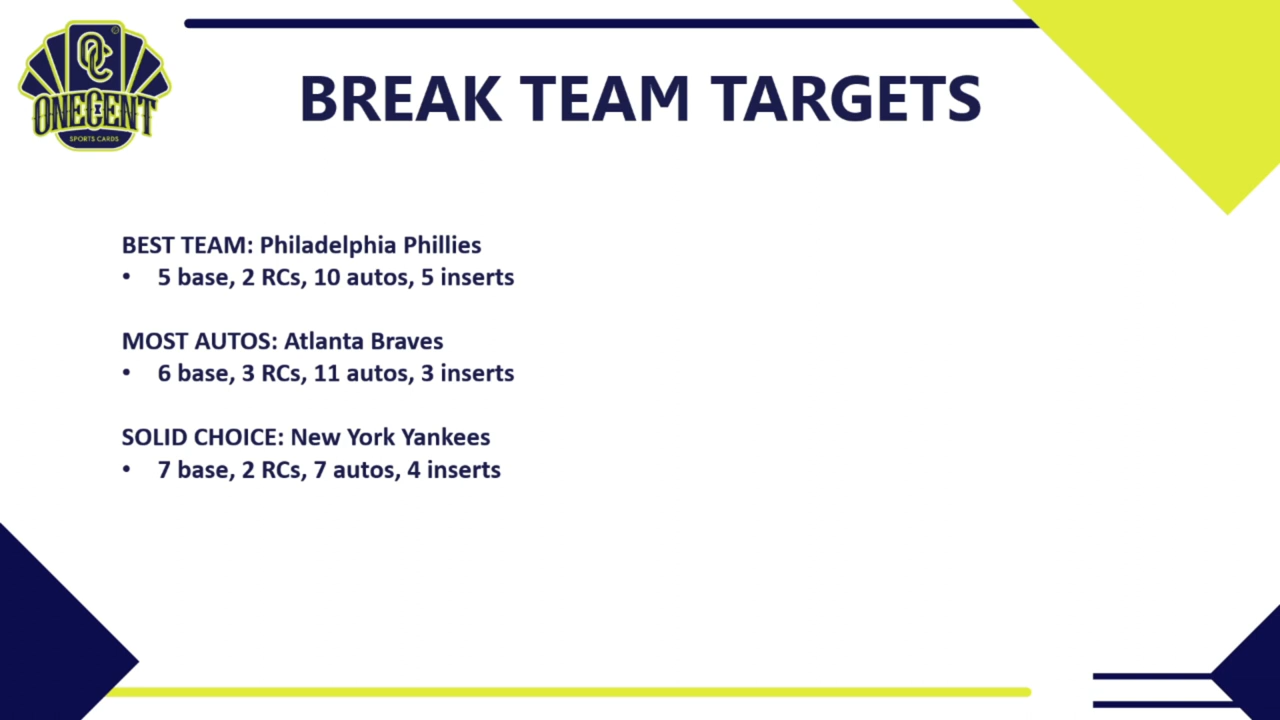 OC
ONECENT
SPORTS CARDS
BREAK TEAM TARGETS
BEST TEAM: Philadelphia Phillies
• 5 base, 2 RCs, 10 autos, 5 inserts
MOST AUTOS: Atlanta Braves
• 6 base, 3 RCs, 11 autos, 3 inserts
SOLID CHOICE: New York Yankees
• 7 base, 2 RCs, 7 autos, 4 inserts